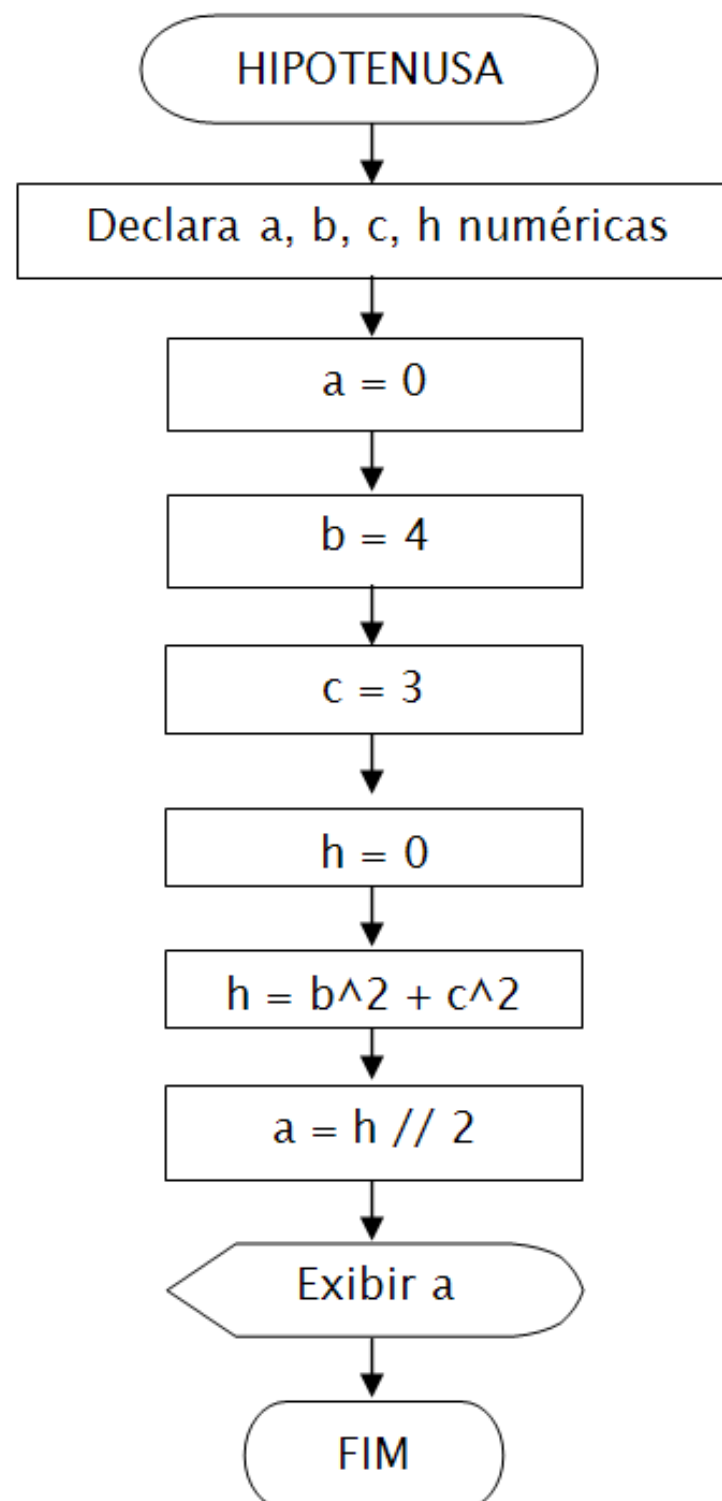 HIPOTENUSA
Declara a, b, c, h numéricas
a = 0
b = 4
c = 3
h = 0
h = b^2 + c^2
a = h // 2
Exibir a
FIM